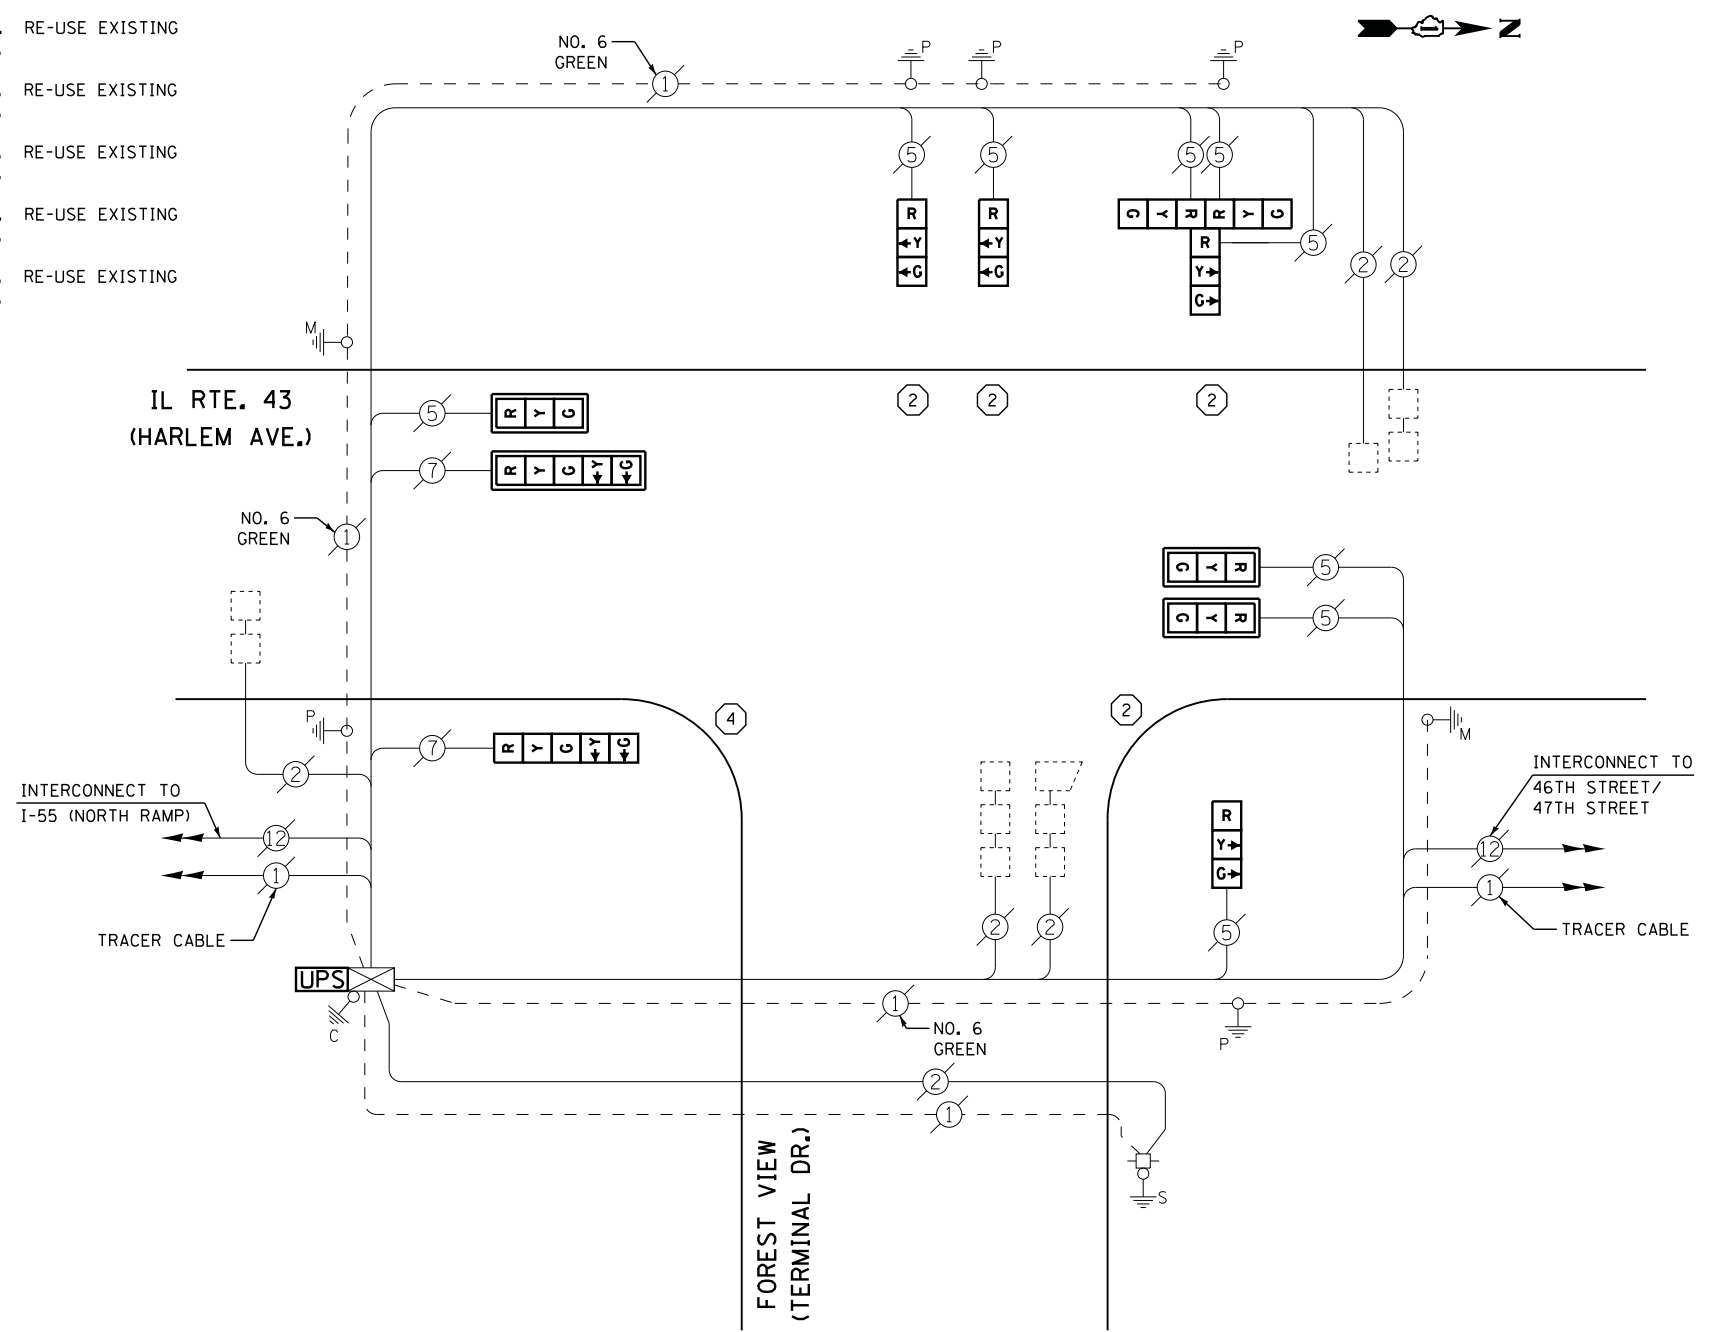 RE-USE EXISTING
RE-USE EXISTING
RE-USE EXISTING
RE-USE EXISTING
RE-USE EXISTING
NO. 6
GREEN
1
P
P
P
N
5
5
5
5
R
←Y
←G
R
←Y
←G
G Y R R Y G
R
Y→
G→
5
2
2
M
IL RTE. 43
(HARLEM AVE.)
2
2
2
5
R Y G
7
R Y G ←Y ←G
NO. 6
GREEN
1
G Y R
5
G Y R
5
P
4
2
M
7
R Y G ←Y ←G
2
INTERCONNECT TO
I-55 (NORTH RAMP)
12
1
TRACER CABLE
INTERCONNECT TO
46TH STREET/
47TH STREET
12
1
TRACER CABLE
R
Y→
G→
2
2
5
UPS
C
1
NO. 6
GREEN
P
2
1
S
FOREST VIEW
(TERMINAL DR.)